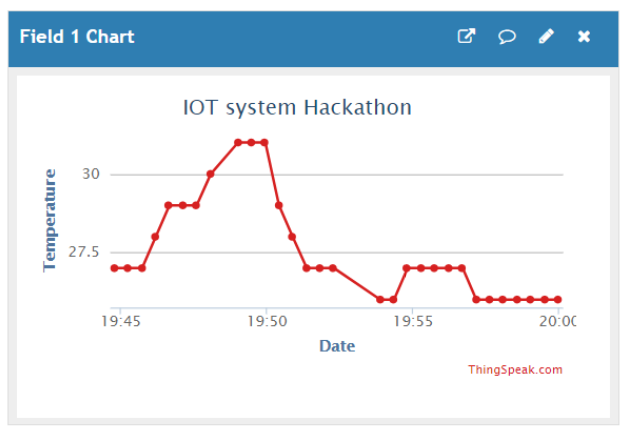 Field 1 Chart
IOT system Hackathon
Temperature
30
27.5
19:45 19:50 19:55 20:00
Date
ThingSpeak.com